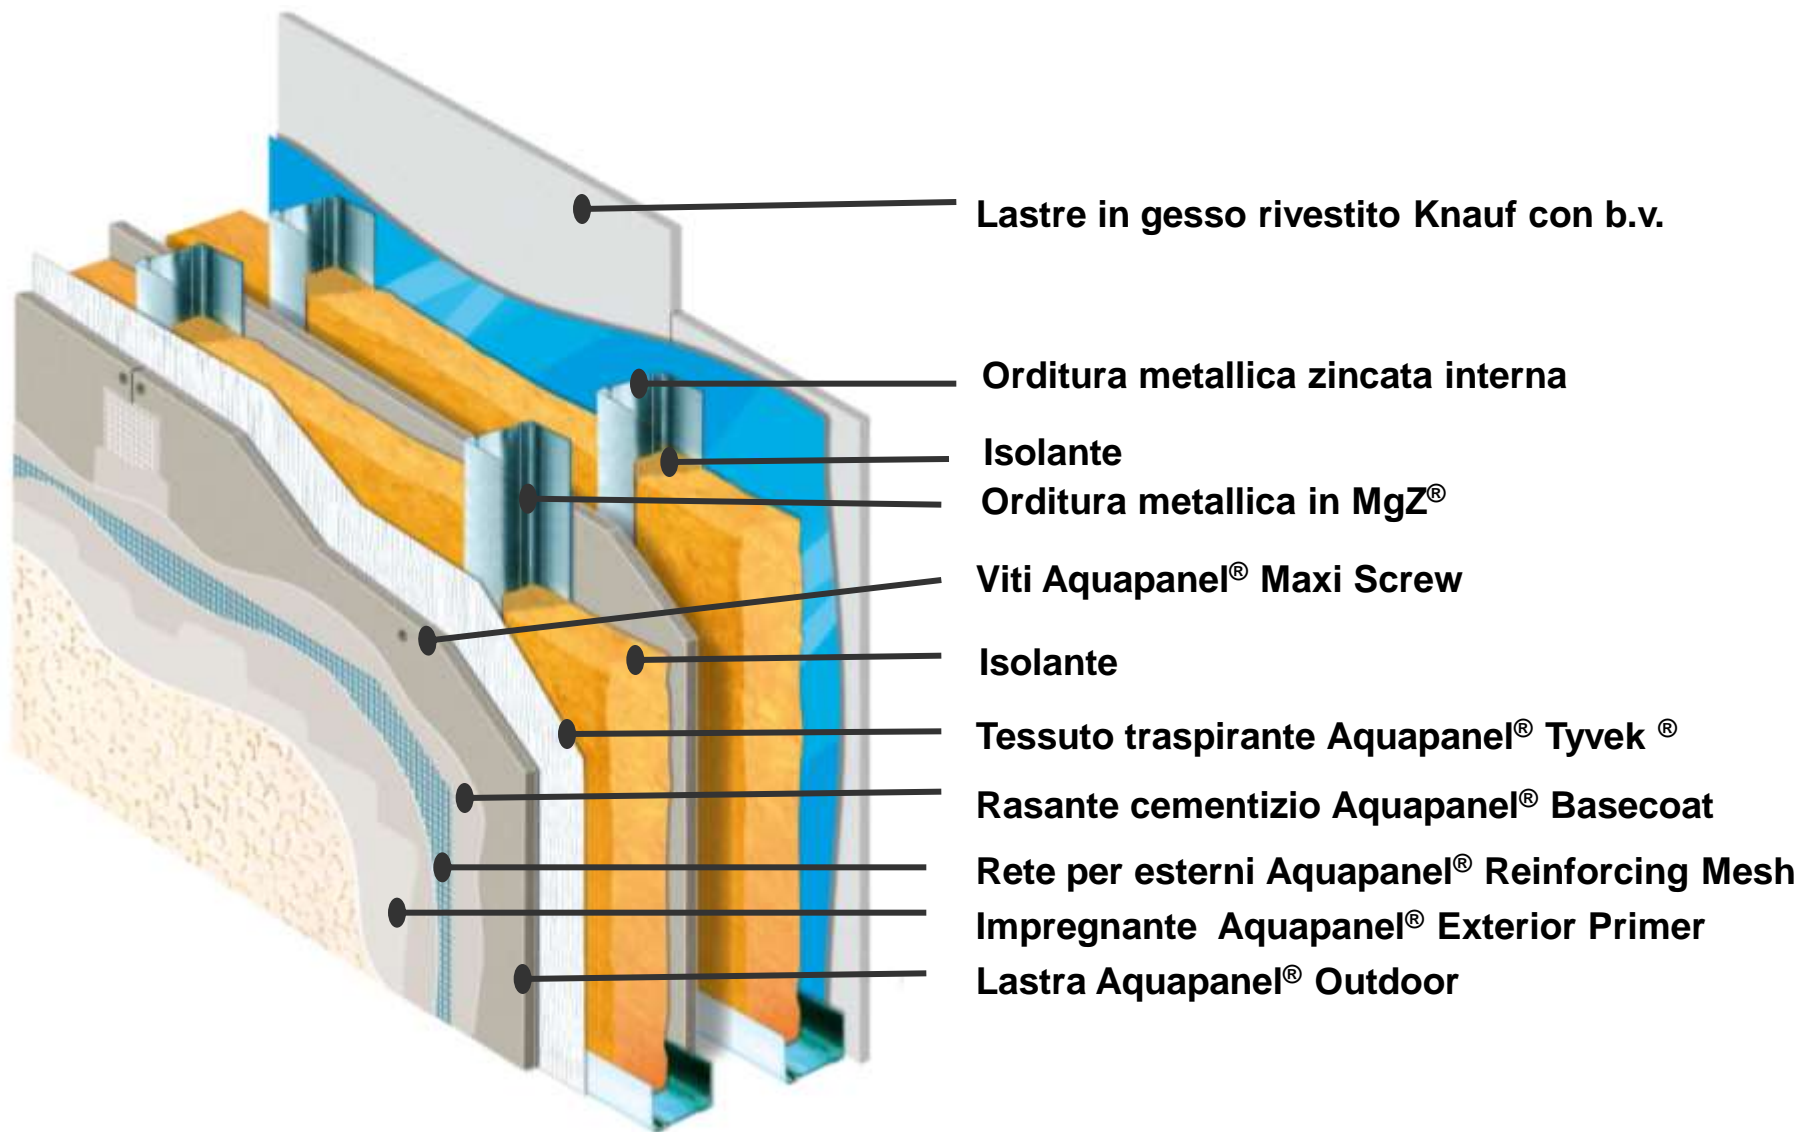 Lastre in gesso rivestito Knauf con b.v.
Orditura metallica zincata interna
Isolante
Orditura metallica in MgZ®
Viti Aquapanel® Maxi Screw
Isolante
Tessuto traspirante Aquapanel® Tyvek ®
Rasante cementizio Aquapanel® Basecoat
Rete per esterni Aquapanel® Reinforcing Mesh
Impregnante Aquapanel® Exterior Primer
Lastra Aquapanel® Outdoor